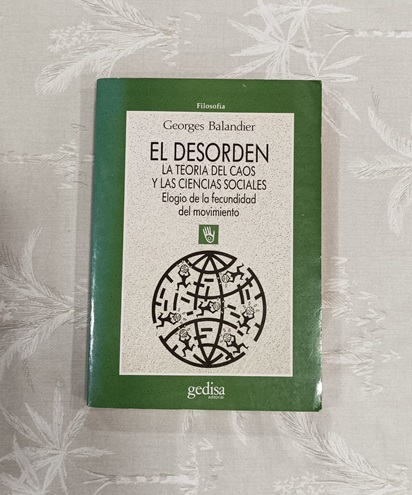 Filosofía
Georges Balandier
EL DESORDEN
LA TEORIA DEL CAOS
Y LAS CIENCIAS SOCIALES
Elogio de la fecundidad
del movimiento
gedisa
editorial